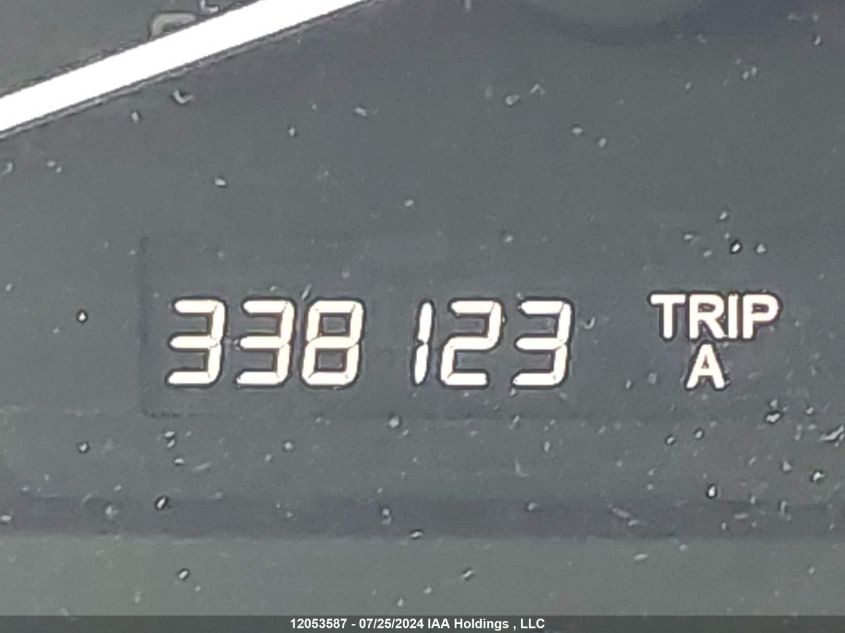 338123 TRIP
A
12053587 - 07/25/2024 IAA Holdings , LLC